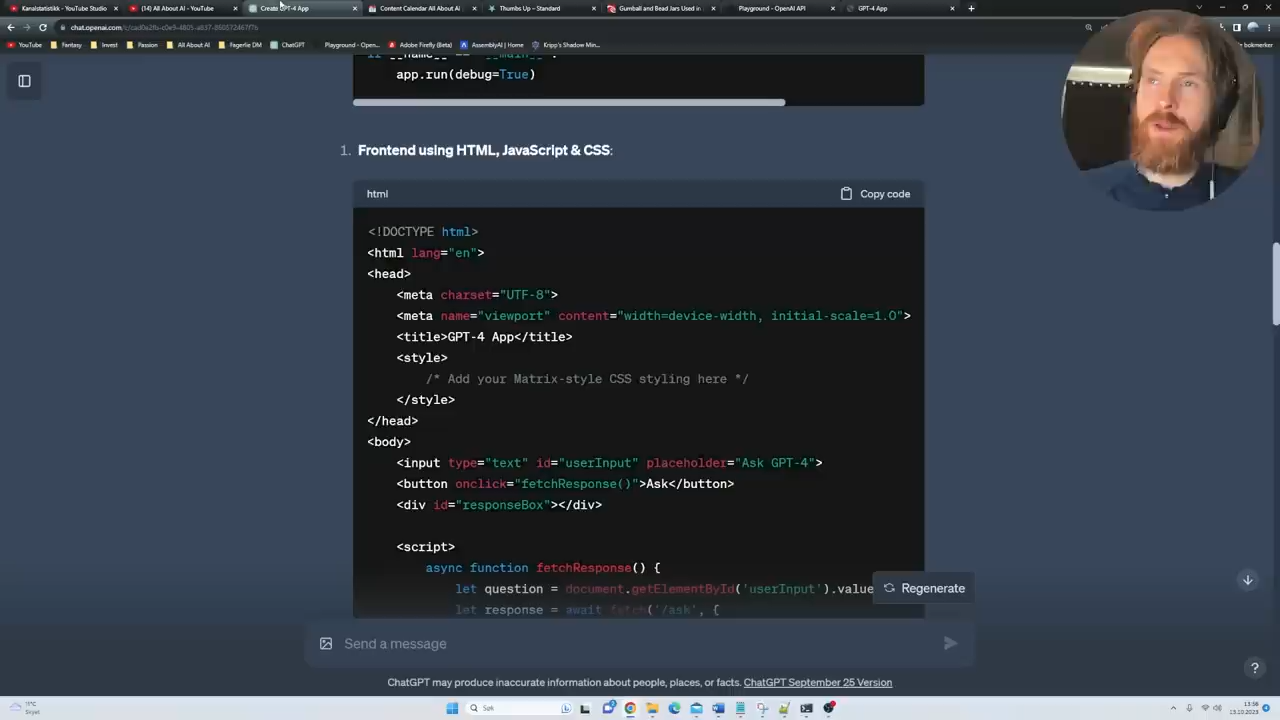 Kanalstatistikk - YouTube Studio
(14) All About AI - YouTube
Create GPT-4 App
Content Calendar All About AI
Thumbs Up – Standard
Gumball and Bead Jars Used in
Playground - OpenAI API
GPT-4 App
YouTube
Fantasy
Invest
Passion
All About AI
Fagerlie DM
ChatGPT
Playground - Open...
Adobe Firefly (Beta)
AssemblyAI | Home
Kripp's Shadow Min...
app.run(debug=True)
1. Frontend using HTML, JavaScript & CSS:
html
Copy code
<!DOCTYPE html>
<html lang="en">
<head>
<meta charset="UTF-8">
<meta name="viewport" content="width=device-width, initial-scale=1.0">
<title>GPT-4 App</title>
<style>
/* Add your Matrix-style CSS styling here */
</style>
</head>
<body>
<input type="text" id="userInput" placeholder="Ask GPT-4">
<button onclick="fetchResponse()">Ask</button>
<div id="responseBox"></div>
<script>
async function fetchResponse() {
let question = document.getElementById('userInput').value
let response = await fetch('/ask', {
Regenerate
Send a message
ChatGPT may produce inaccurate information about people, places, or facts. ChatGPT September 25 Version
?
11°C
Skyet
Søk
13:56
13.10.2023